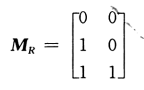 M_R = [0 0
1 0
1 1]